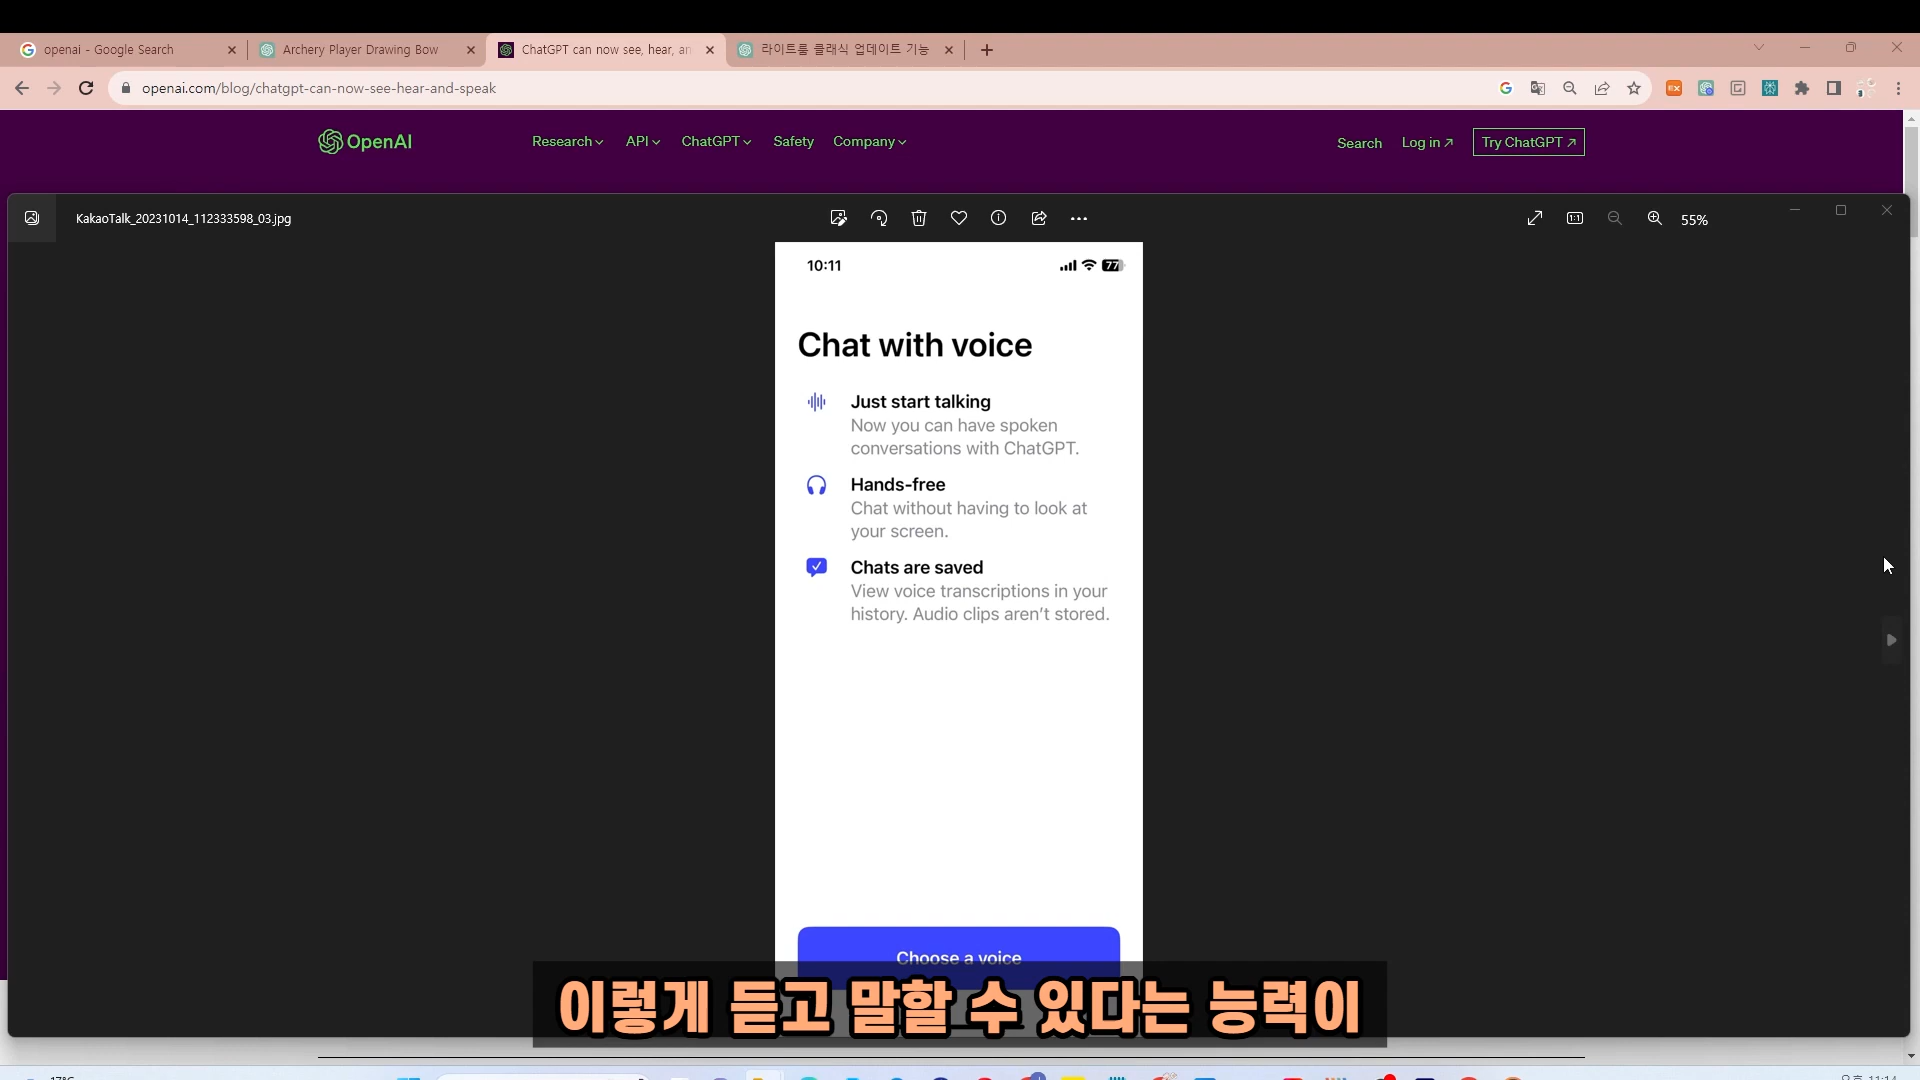 openai - Google Search
Archery Player Drawing Bow
ChatGPT can now see, hear, an
라이트룸 클래식 업데이트 기능
openai.com/blog/chatgpt-can-now-see-hear-and-speak
OpenAI
Research
API
ChatGPT
Safety
Company
Search
Log in ↗
Try ChatGPT ↗
KakaoTalk_20231014_112333598_03.jpg
55%
10:11
77
Chat with voice
Just start talking
Now you can have spoken
conversations with ChatGPT.
Hands-free
Chat without having to look at
your screen.
Chats are saved
View voice transcriptions in your
history. Audio clips aren't stored.
Choose a voice
이렇게 듣고 말할 수 있다는 능력이
17°C